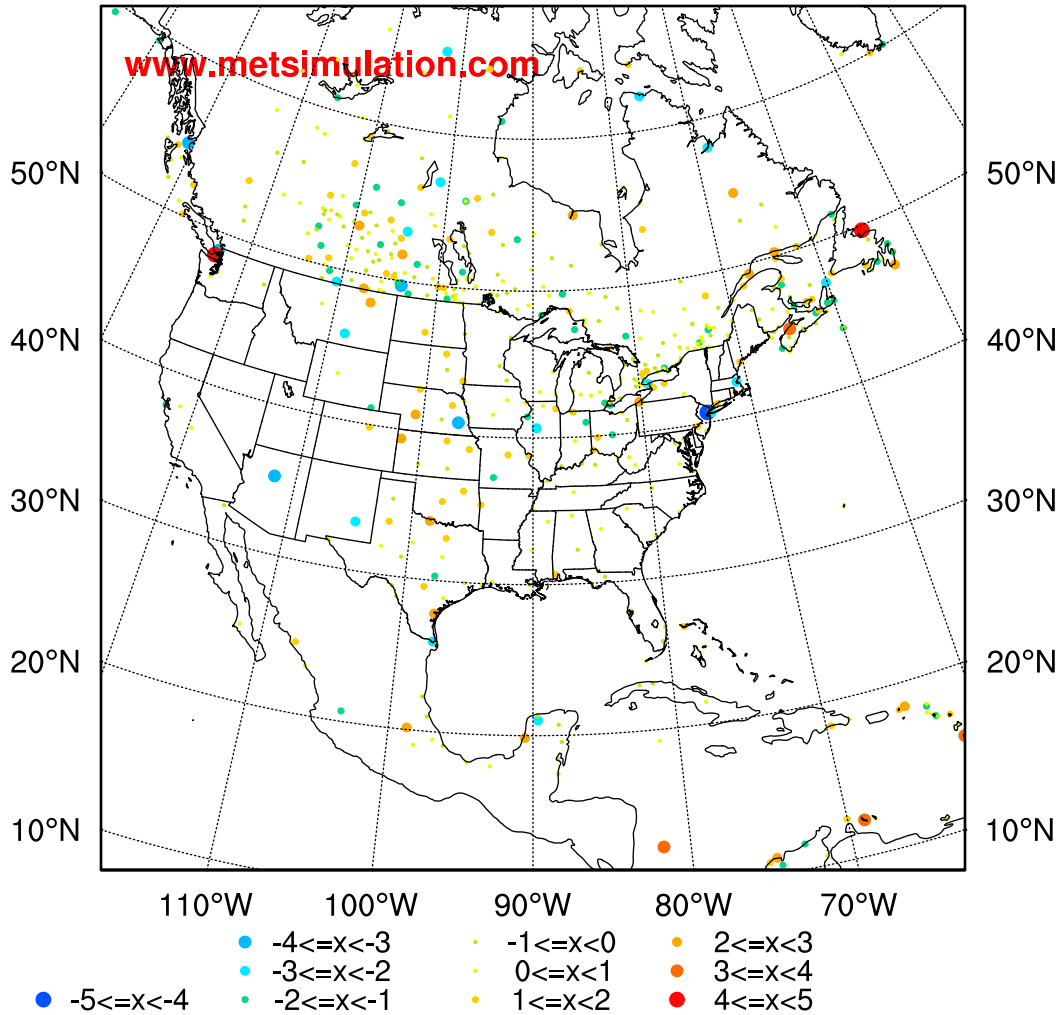 www.metsimulation.com
50°N 50°N
40°N 40°N
30°N 30°N
20°N 20°N
10°N 10°N
110°W 100°W 90°W 80°W 70°W
-4<=x<-3 -1<=x<0 2<=x<3
-3<=x<-2 0<=x<1 3<=x<4
-5<=x<-4 -2<=x<-1 1<=x<2 4<=x<5